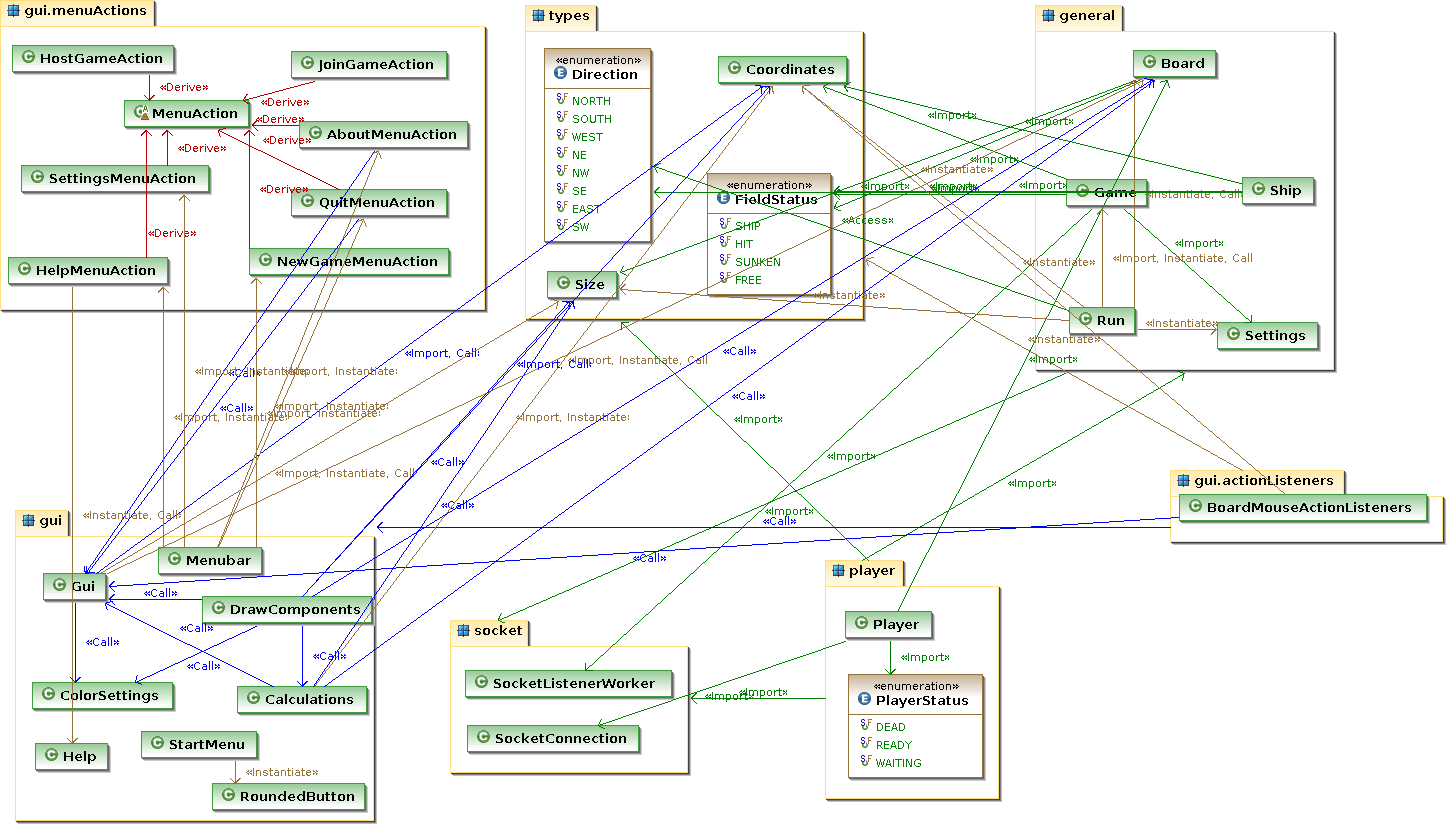 gui.menuActions
HostGameAction
JoinGameAction
«Derive»
«Derive»
MenuAction
«Derive»
AboutMenuAction
«Derive»
«Derive»
SettingsMenuAction
«Derive»
QuitMenuAction
«Derive»
HelpMenuAction
NewGameMenuAction
types
«enumeration»
Direction
NORTH
SOUTH
WEST
NE
NW
SE
EAST
SW
Coordinates
«enumeration»
FieldStatus
SHIP
HIT
SUNKEN
FREE
Size
general
Board
«Import»
«Import»
«Import»
«Instantiate»
«Import»
«Import»
«Import»
Game
«Instantiate, Call
Ship
«Access»
«Import»
«Instantiate»
«Import, Instantiate, Call
«Instantiate»
Run
«Instantiate»
Settings
«Instantiate»
«Import»
«Import, Call:
«Call»
«Import, Call:
«Import, Instantiate, Call
«Import, Instantiate:
«Call»
«Import, Instantiate:
«Call»
«Import, Instantiate:
«Import, Instantiate:
«Import, Instantiate:
«Call»
«Import, Instantiate:
«Import»
«Import»
«Call»
«Import, Instantiate, Call
«Import»
gui.actionListeners
BoardMouseActionListeners
«Call»
«Import»
«Call»
«Instantiate, Call:
gui
Menubar
«Call»
Gui
«Call»
DrawComponents
«Call»
«Call»
«Call»
«Call»
ColorSettings
Calculations
Help
StartMenu
«Instantiate»
RoundedButton
socket
SocketListenerWorker
SocketConnection
«Import»
«Import»
player
Player
«Import»
«enumeration»
PlayerStatus
DEAD
READY
WAITING